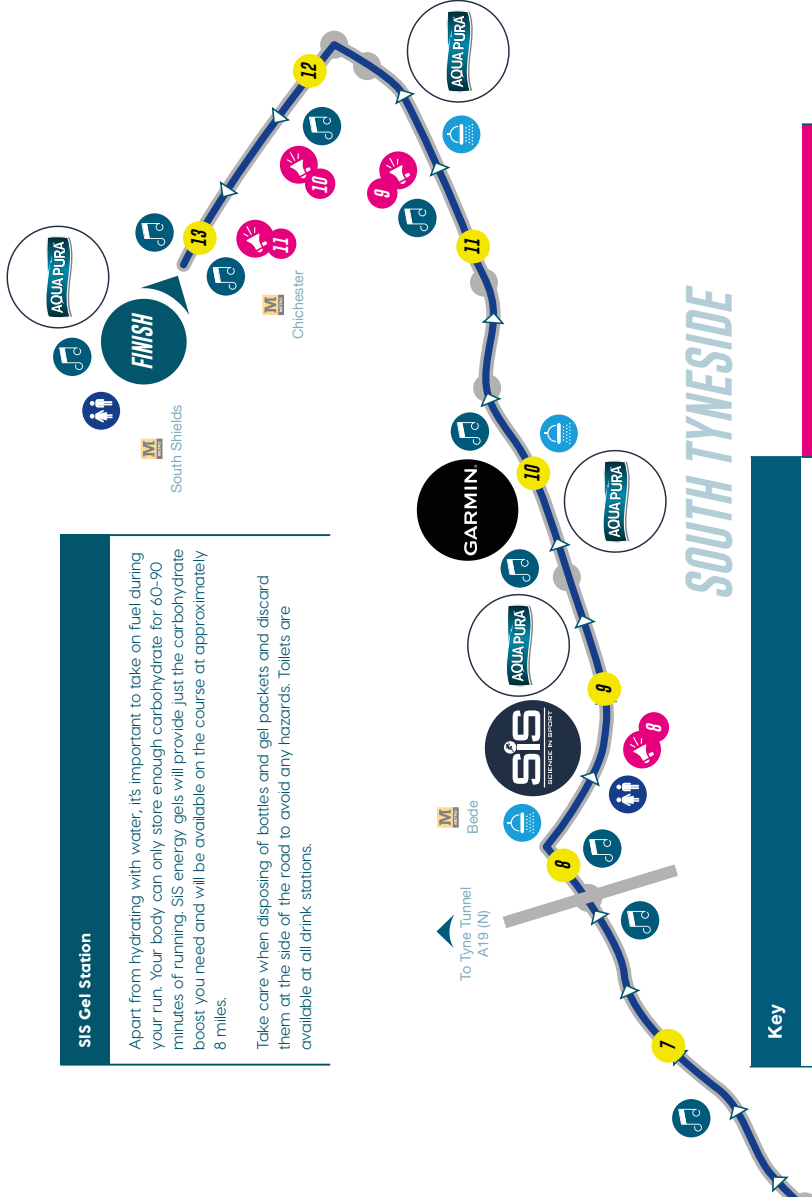 SIS Gel Station
Apart from hydrating with water, it's important to take on fuel during
your run. Your body can only store enough carbohydrate for 60-90
minutes of running. SiS energy gels will provide just the carbohydrate
boost you need and will be available on the course at approximately
8 miles.
Take care when disposing of bottles and gel packets and discard
them at the side of the road to avoid any hazards. Toilets are
available at all drink stations.
AQUA PURA
FINISH
M
METRO
South Shields
13
11
M
METRO
Chichester
12
10
AQUA PURA
9
11
GARMIN
10
AQUA PURA
AQUA PURA
SiS
SCIENCE IN SPORT
9
8
M
METRO
Bede
8
To Tyne Tunnel
A19 (N)
7
SOUTH TYNESIDE
Key